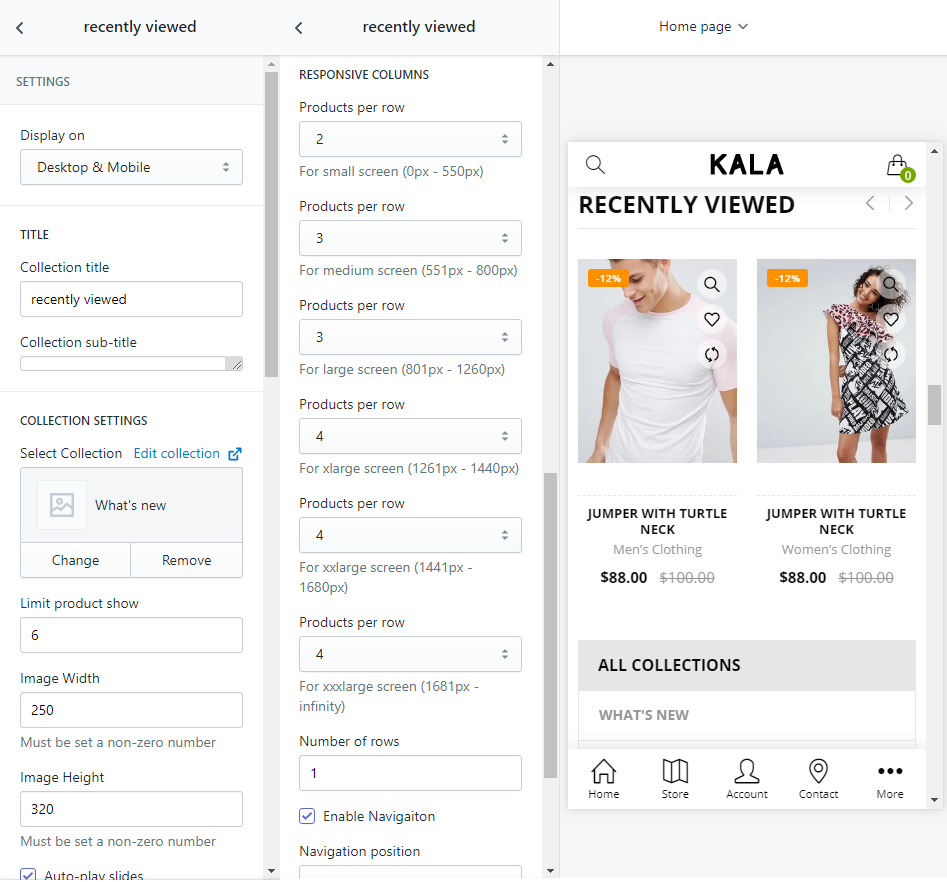 recently viewed
SETTINGS
Display on
Desktop & Mobile
TITLE
Collection title
recently viewed
Collection sub-title
COLLECTION SETTINGS
Select Collection Edit collection
What's new
Change Remove
Limit product show
6
Image Width
250
Must be set a non-zero number
Image Height
320
Must be set a non-zero number
Auto-play slides
recently viewed
RESPONSIVE COLUMNS
Products per row
2
For small screen (0px - 550px)
Products per row
3
For medium screen (551px - 800px)
Products per row
3
For large screen (801px - 1260px)
Products per row
4
For xlarge screen (1261px - 1440px)
Products per row
4
For xxlarge screen (1441px -
1680px)
Products per row
4
For xxxlarge screen (1681px -
infinity)
Number of rows
1
Enable Navigaiton
Navigation position
Home page
KALA
0
RECENTLY VIEWED
-12%
JUMPER WITH TURTLE
NECK
Men's Clothing
$88.00 $100.00
-12%
JUMPER WITH TURTLE
NECK
Women's Clothing
$88.00 $100.00
ALL COLLECTIONS
WHAT'S NEW
Home Store Account Contact More